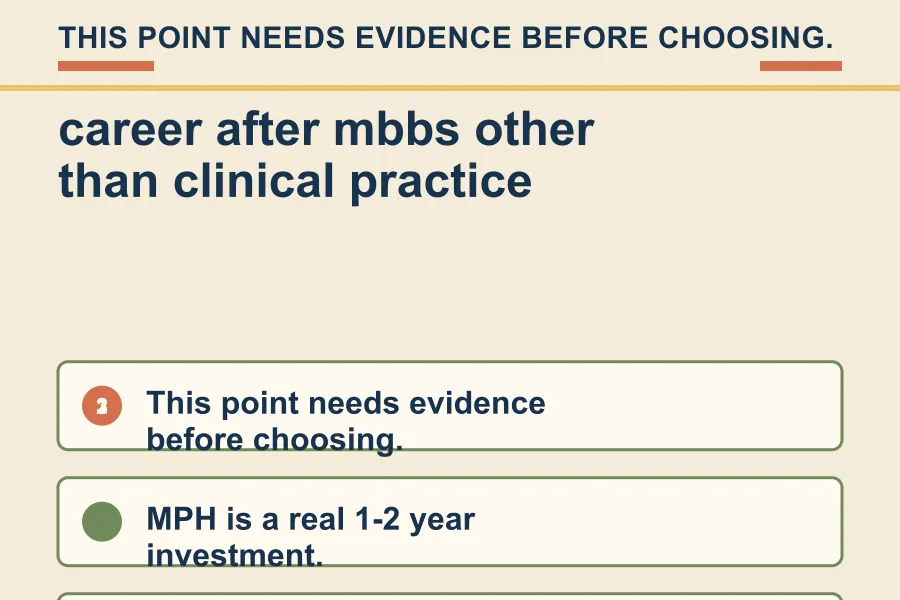 THIS POINT NEEDS EVIDENCE BEFORE CHOOSING.
career after mbbs other
than clinical practice
This point needs evidence
before choosing.
MPH is a real 1-2 year
investment.